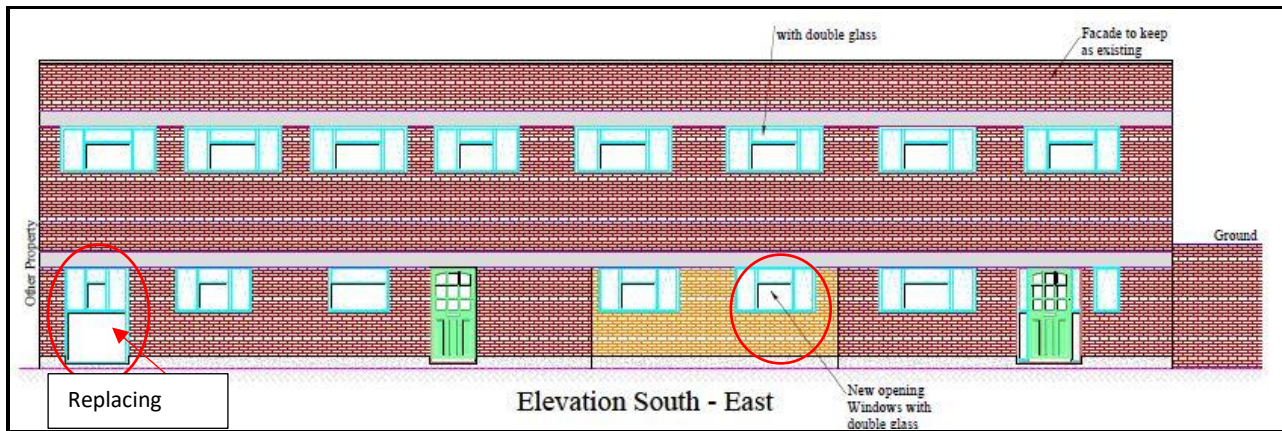 with double glass
Facade to keep
as existing
Other Property
Ground
Replacing
Elevation South - East
New opening
Windows with
double glass